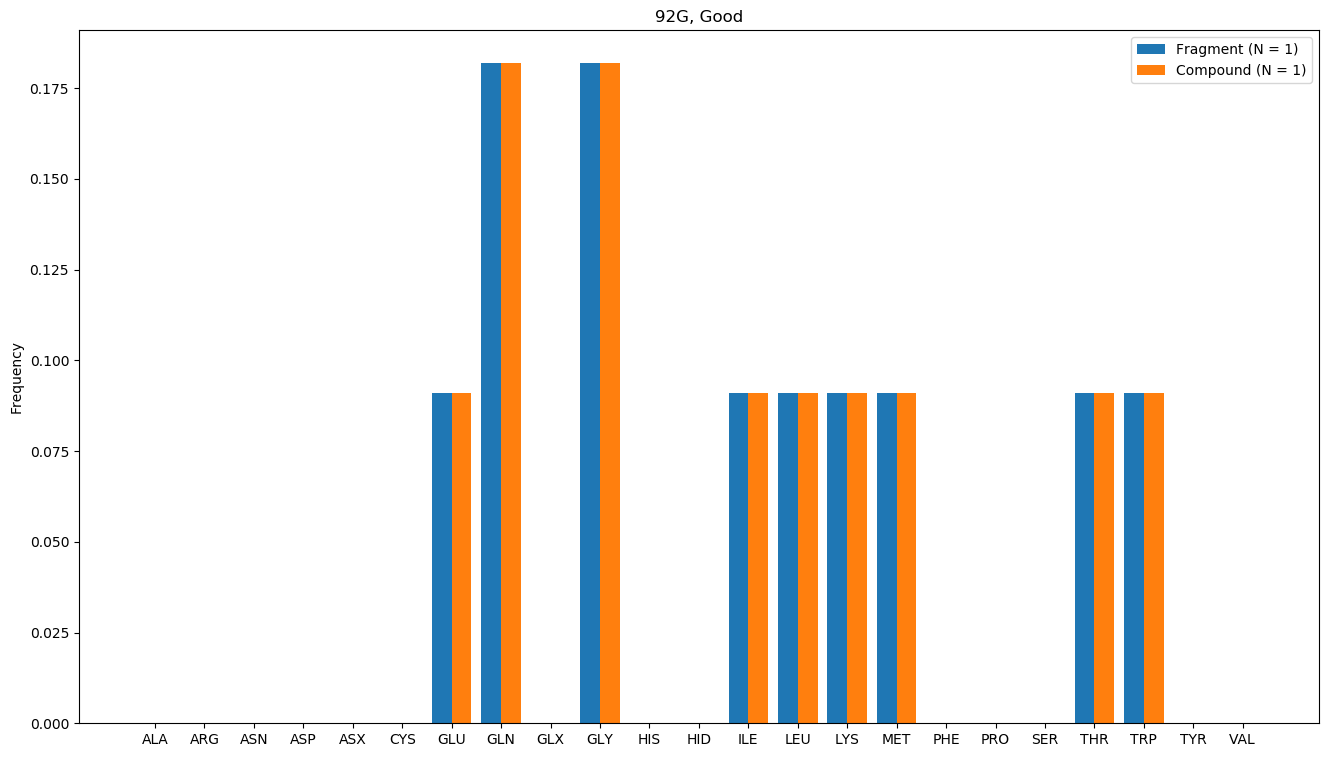 92G, Good
Fragment (N = 1)
Compound (N = 1)
0.175
0.150
0.125
0.100
0.075
0.050
0.025
0.000
Frequency
ALA ARG ASN ASP ASX CYS GLU GLN GLX GLY HIS HID ILE LEU LYS MET PHE PRO SER THR TRP TYR VAL